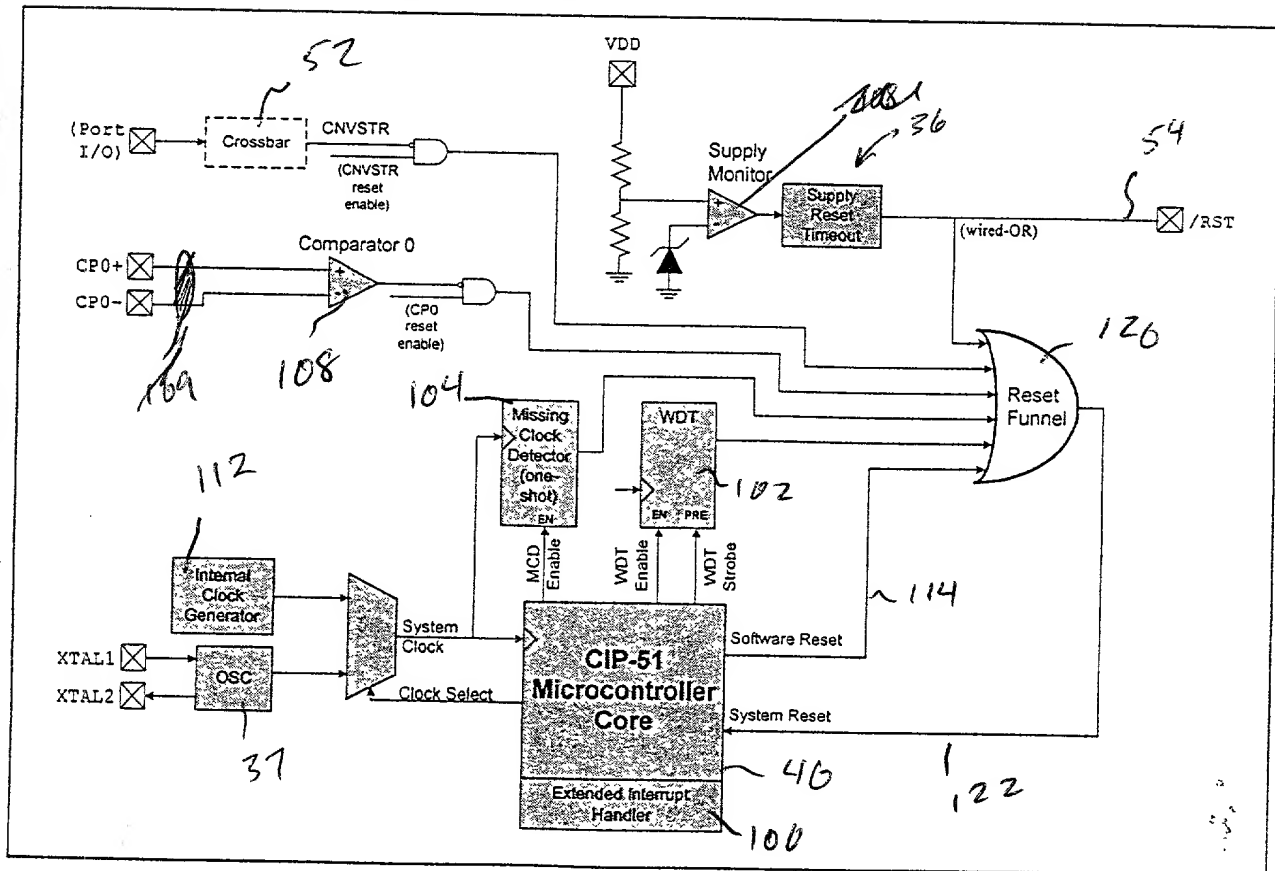 52
VDD
36
54
(Port
I/O)
Crossbar
CNVSTR
(CNVSTR
reset
enable)
Supply
Monitor
+
-
Supply
Reset
Timeout
(wired-OR)
/RST
CP0+
CP0-
Comparator 0
+
-
(CP0
reset
enable)
109
108
120
Reset
Funnel
104
Missing
Clock
Detector
(one-
shot)
EN
WDT
102
EN PRE
MCD
Enable
WDT
Enable
WDT
Strobe
112
Internal
Clock
Generator
114
System
Clock
Software Reset
XTAL1
XTAL2
OSC
37
Clock Select
CIP-51
Microcontroller
Core
System Reset
40
122
Extended Interrupt
Handler
100